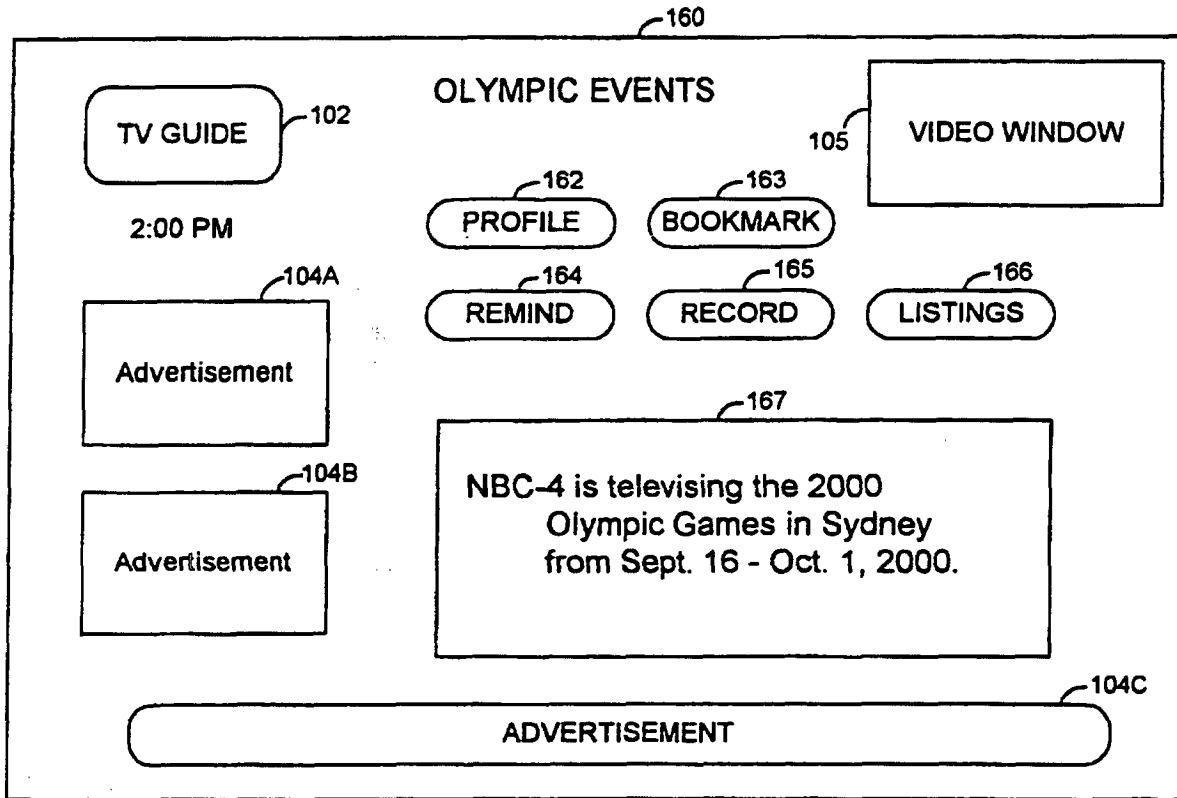 160
OLYMPIC EVENTS
TV GUIDE
102
105
VIDEO WINDOW
2:00 PM
162
163
PROFILE
BOOKMARK
164
165
166
REMIND
RECORD
LISTINGS
104A
Advertisement
167
NBC-4 is televising the 2000
Olympic Games in Sydney
from Sept. 16 - Oct. 1, 2000.
104B
Advertisement
104C
ADVERTISEMENT